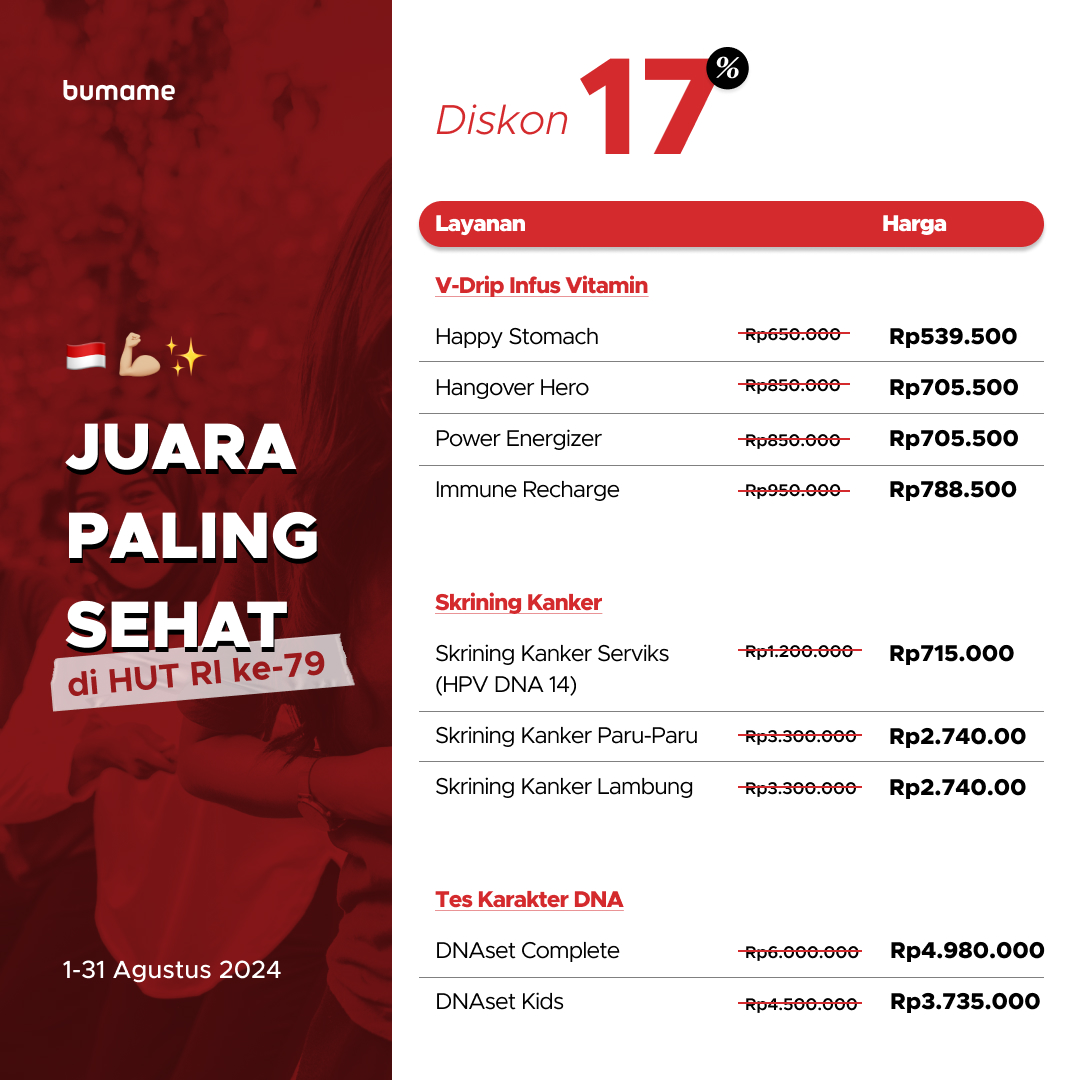 bumame
🇮🇩💪🏼✨
JUARA
PALING
SEHAT
di HUT RI ke-79
1-31 Agustus 2024
Diskon 17%
Layanan Harga
V-Drip Infus Vitamin
Happy Stomach Rp650.000 Rp539.500
Hangover Hero Rp850.000 Rp705.500
Power Energizer Rp850.000 Rp705.500
Immune Recharge Rp950.000 Rp788.500
Skrining Kanker
Skrining Kanker Serviks Rp1.200.000 Rp715.000
(HPV DNA 14)
Skrining Kanker Paru-Paru Rp3.300.000 Rp2.740.00
Skrining Kanker Lambung Rp3.300.000 Rp2.740.00
Tes Karakter DNA
DNAset Complete Rp6.000.000 Rp4.980.000
DNAset Kids Rp4.500.000 Rp3.735.000